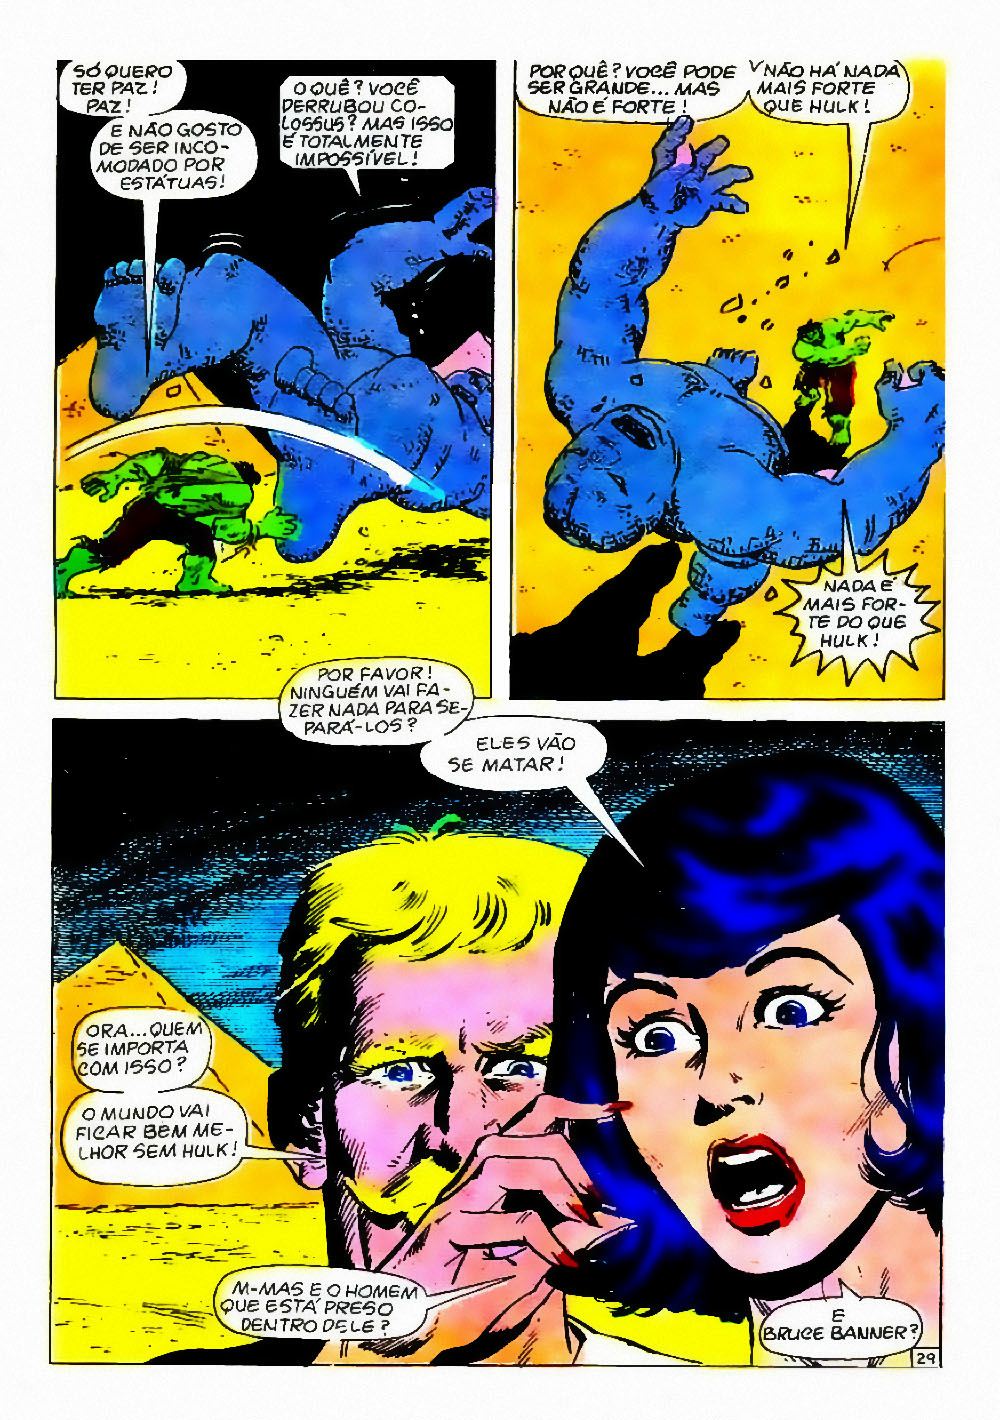 SÓ QUERO
TER PAZ!
PAZ!
E NÃO GOSTO
DE SER INCO-
MODADO POR
ESTÁTUAS!
O QUÊ? VOCÊ
DERRUBOU CO-
LOSSUS? MAS ISSO
É TOTALMENTE
IMPOSSÍVEL!
POR QUÊ? VOCÊ PODE
SER GRANDE... MAS
NÃO É FORTE!
NÃO HÁ NADA
MAIS FORTE
QUE HULK!
NADA É
MAIS FOR-
TE DO QUE
HULK!
POR FAVOR!
NINGUÉM VAI FA-
ZER NADA PARA SE-
PARÁ-LOS?
ELES VÃO
SE MATAR!
ORA...QUEM
SE IMPORTA
COM ISSO?
O MUNDO VAI
FICAR BEM ME-
LHOR SEM HULK!
M-MAS E O HOMEM
QUE ESTÁ PRESO
DENTRO DELE?
E
BRUCE BANNER?
29